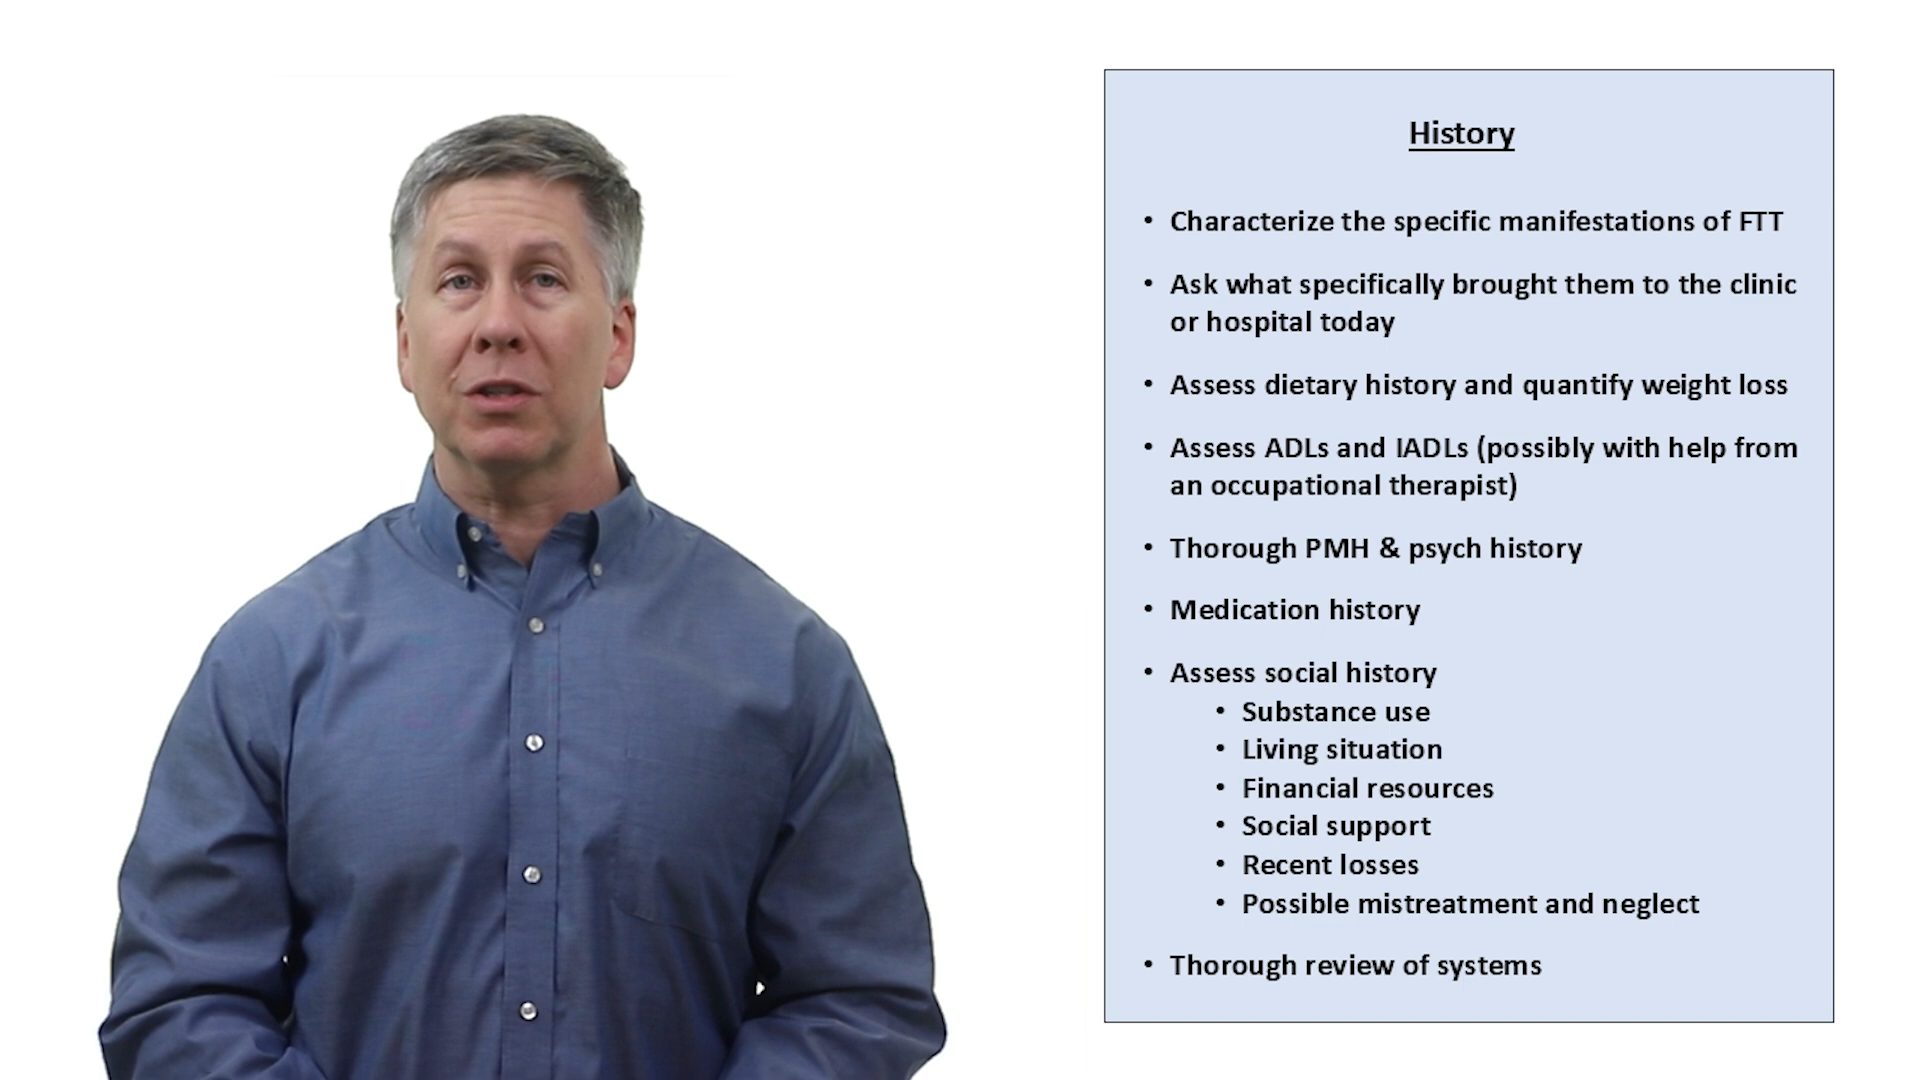 History
• Characterize the specific manifestations of FTT
• Ask what specifically brought them to the clinic
or hospital today
• Assess dietary history and quantify weight loss
• Assess ADLs and IADLs (possibly with help from
an occupational therapist)
• Thorough PMH & psych history
• Medication history
• Assess social history
• Substance use
• Living situation
• Financial resources
• Social support
• Recent losses
• Possible mistreatment and neglect
• Thorough review of systems